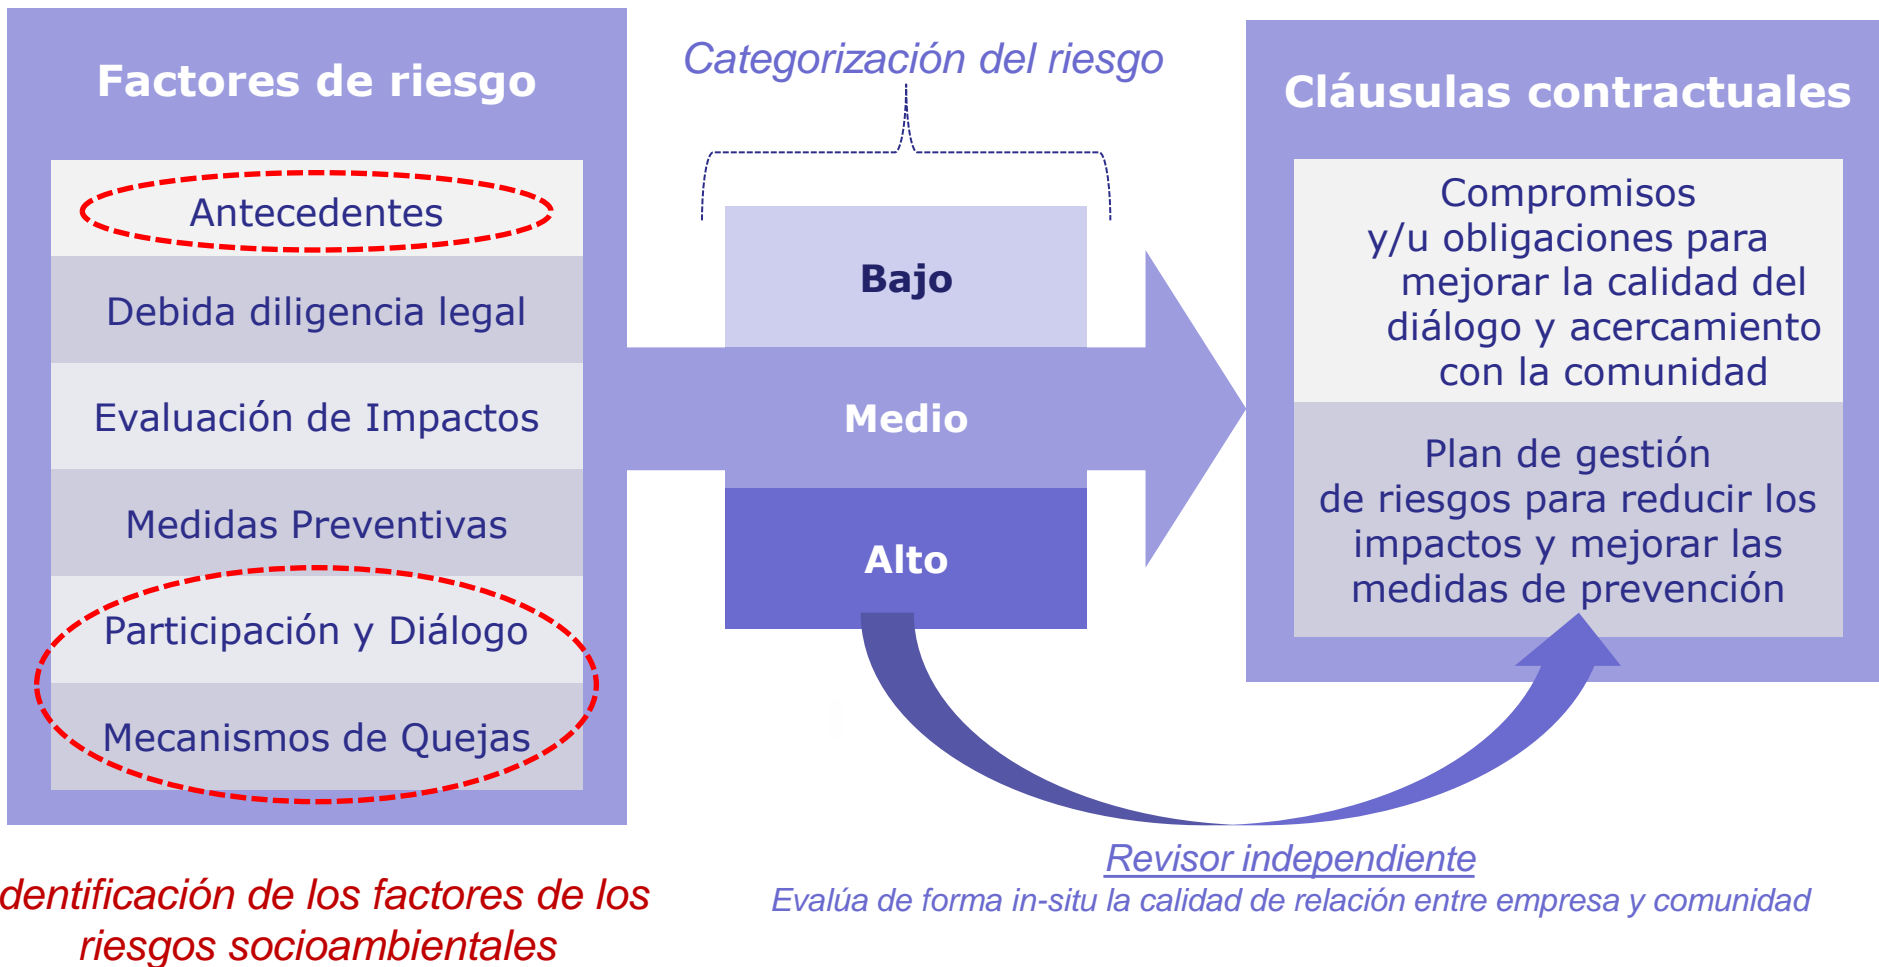 Factores de riesgo
Antecedentes
Debida diligencia legal
Evaluación de Impactos
Medidas Preventivas
Participación y Diálogo
Mecanismos de Quejas
dentificación de los factores de los
riesgos socioambientales
Categorización del riesgo
Bajo
Medio
Alto
Cláusulas contractuales
Compromisos
y/u obligaciones para
mejorar la calidad del
diálogo y acercamiento
con la comunidad
Plan de gestión
de riesgos para reducir los
impactos y mejorar las
medidas de prevención
Revisor independiente
Evalúa de forma in-situ la calidad de relación entre empresa y comunidad